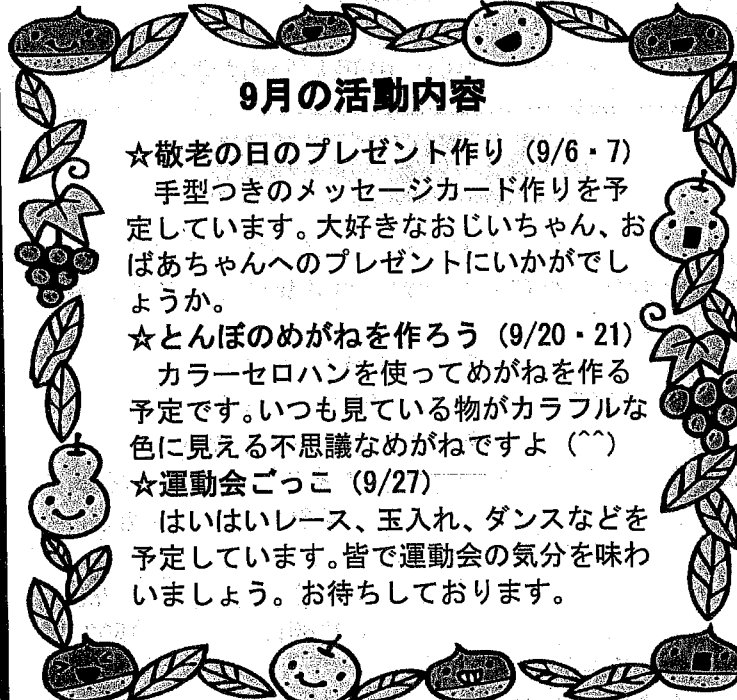 9月の活動内容
☆敬老の日のプレゼント作り（9/6・7）
手型つきのメッセージカード作りを予
定しています。大好きなおじいちゃん、お
ばあちゃんへのプレゼントにいかがでし
ょうか。
☆とんぼのめがねを作ろう（9/20・21）
カラーセロハンを使ってめがねを作る
予定です。いつも見ている物がカラフルな
色に見える不思議なめがねですよ（^^）
☆運動会ごっこ（9/27）
はいはいレース、玉入れ、ダンスなどを
予定しています。皆で運動会の気分を味わ
いましょう。お待ちしております。